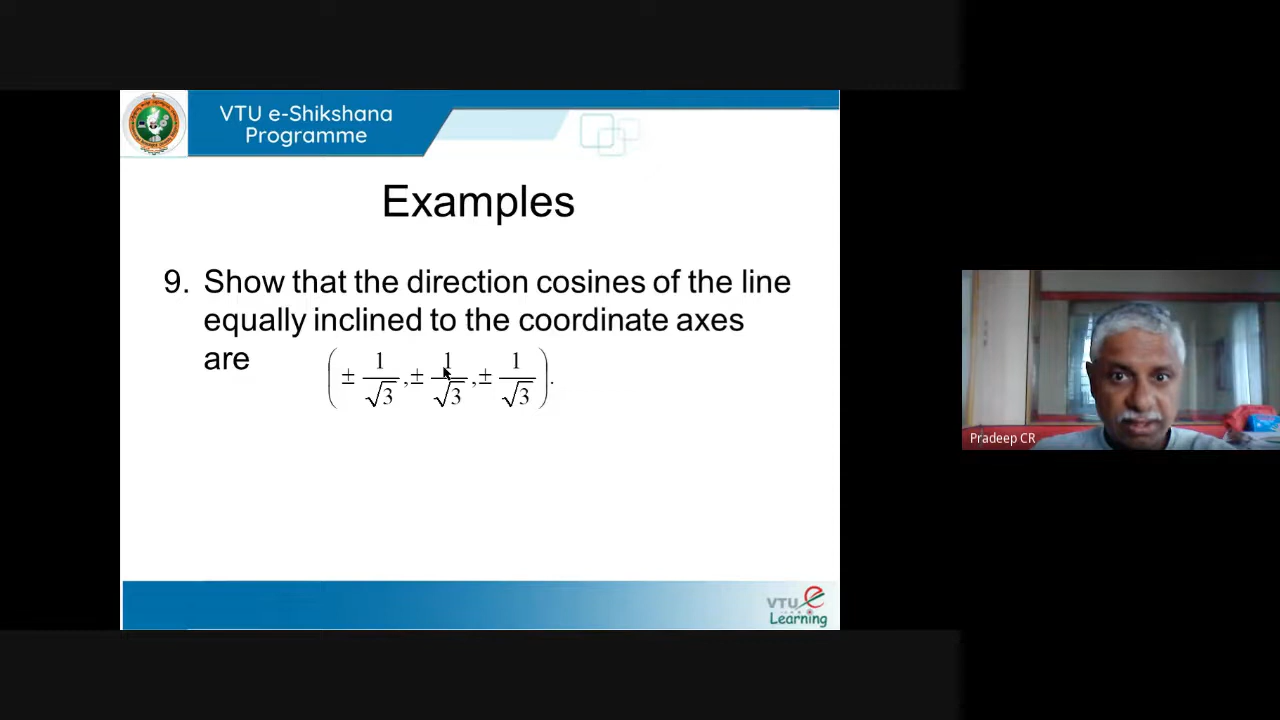 VTU e-Shikshana
Programme
Examples
9. Show that the direction cosines of the line
equally inclined to the coordinate axes
are (± 1/√3, ± 1/√3, ± 1/√3).
Pradeep CR
VTU e
Learning